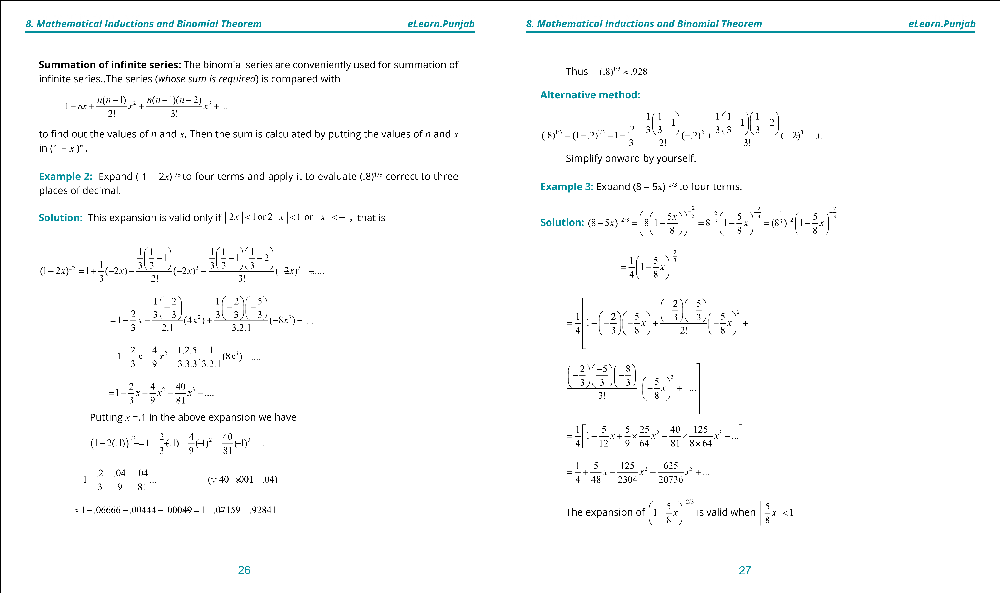 8. Mathematical Inductions and Binomial Theorem eLearn.Punjab
Summation of infinite series: The binomial series are conveniently used for summation of
infinite series..The series (whose sum is required) is compared with
1 + nx + \frac{n(n-1)}{2!}x^2 + \frac{n(n-1)(n-2)}{3!}x^3 + ...
to find out the values of n and x. Then the sum is calculated by putting the values of n and x
in (1 + x )^n .
Example 2: Expand ( 1 – 2x)^{1/3} to four terms and apply it to evaluate (.8)^{1/3} correct to three
places of decimal.
Solution: This expansion is valid only if |2x| < 1 or 2|x| < 1 or |x| < – , that is
(1-2x)^{1/3} = 1 + \frac{1}{3}(-2x) + \frac{\frac{1}{3}\left(\frac{1}{3}-1\right)}{2!}(-2x)^2 + \frac{\frac{1}{3}\left(\frac{1}{3}-1\right)\left(\frac{1}{3}-2\right)}{3!}( -2x)^3 - ......
= 1 - \frac{2}{3}x + \frac{\frac{1}{3}\left(-\frac{2}{3}\right)}{2.1}(4x^2) + \frac{\frac{1}{3}\left(-\frac{2}{3}\right)\left(-\frac{5}{3}\right)}{3.2.1}(-8x^3) - ....
= 1 - \frac{2}{3}x - \frac{4}{9}x^2 - \frac{1.2.5}{3.3.3}.\frac{1}{3.2.1}(8x^3) - ....
= 1 - \frac{2}{3}x - \frac{4}{9}x^2 - \frac{40}{81}x^3 - ....
Putting x =.1 in the above expansion we have
(1-2(.1))^{1/3} = 1 - \frac{2}{3}(.1) - \frac{4}{9}(.1)^2 - \frac{40}{81}(.1)^3 - ...
= 1 - \frac{.2}{3} - \frac{.04}{9} - \frac{.04}{81}... (∵ 40 × .001 = .04)
≈ 1 - .06666 - .00444 - .00049 = 1 - .07159 = .92841
26
8. Mathematical Inductions and Binomial Theorem eLearn.Punjab
Thus (.8)^{1/3} ≈ .928
Alternative method:
(.8)^{1/3} = (1-.2)^{1/3} = 1 - \frac{.2}{3} + \frac{\frac{1}{3}\left(\frac{1}{3}-1\right)}{2!}(-.2)^2 + \frac{\frac{1}{3}\left(\frac{1}{3}-1\right)\left(\frac{1}{3}-2\right)}{3!}( -.2)^3 + ...
Simplify onward by yourself.
Example 3: Expand (8 – 5x)^{–2/3} to four terms.
Solution: (8-5x)^{-2/3} = \left(8\left(1-\frac{5x}{8}\right)\right)^{-\frac{2}{3}} = 8^{-\frac{2}{3}}\left(1-\frac{5}{8}x\right)^{-\frac{2}{3}} = (8^{\frac{1}{3}})^{-2}\left(1-\frac{5}{8}x\right)^{-\frac{2}{3}}
= \frac{1}{4}\left(1-\frac{5}{8}x\right)^{-\frac{2}{3}}
= \frac{1}{4}[1 + \left(-\frac{2}{3}\right)\left(-\frac{5}{8}x\right) + \frac{\left(-\frac{2}{3}\right)\left(-\frac{5}{3}\right)}{2!}\left(-\frac{5}{8}x\right)^2 +
\frac{\left(-\frac{2}{3}\right)\left(\frac{-5}{3}\right)\left(-\frac{8}{3}\right)}{3!}\left(-\frac{5}{8}x\right)^3 + ...]
= \frac{1}{4}\left[1 + \frac{5}{12}x + \frac{5}{9}×\frac{25}{64}x^2 + \frac{40}{81}×\frac{125}{8×64}x^3 + ...\right]
= \frac{1}{4} + \frac{5}{48}x + \frac{125}{2304}x^2 + \frac{625}{20736}x^3 + ....
The expansion of \left(1-\frac{5}{8}x\right)^{-2/3} is valid when \left|\frac{5}{8}x\right| < 1
27